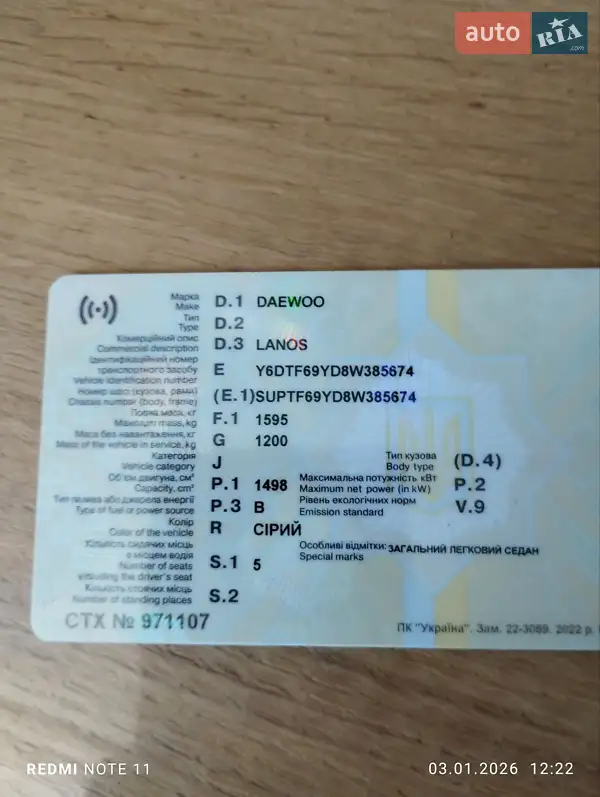 auto RIA .com
Марка D.1 DAEWOO
Make
Тип D.2
Type
Комерційний опис D.3 LANOS
Commercial description
Ідентифікаційний номер E Y6DTF69YD8W385674
транспортного засобу
Vehicle identification number
Номер шасі (кузова, рами) (E.1) SUPTF69YD8W385674
Chassis number (body, frame)
Повна маса, кг F.1 1595
Maximum mass, kg
Маса без навантаження, кг G 1200
Mass of the vehicle in service, kg
Категорія J Тип кузова (D.4)
Vehicle category Body type
Об'єм двигуна, см³ P.1 1498 Максимальна потужність кВт P.2
Capacity, cm³ Maximum net power (in kW)
Тип палива або джерела енергії P.3 B Рівень екологічних норм V.9
Type of fuel or power source Emission standard
Колір R СІРИЙ
Color of the vehicle
Кількість сидячих місць S.1 5 Особливі відмітки: ЗАГАЛЬНИЙ ЛЕГКОВИЙ СЕДАН
з місцем водія Special marks
Number of seats
including the driver's seat
Кількість стоячих місць S.2
Number of standing places
СТХ № 971107
ПК "Україна". Зам. 22-3089. 2022 р.
REDMI NOTE 11 03.01.2026 12:22